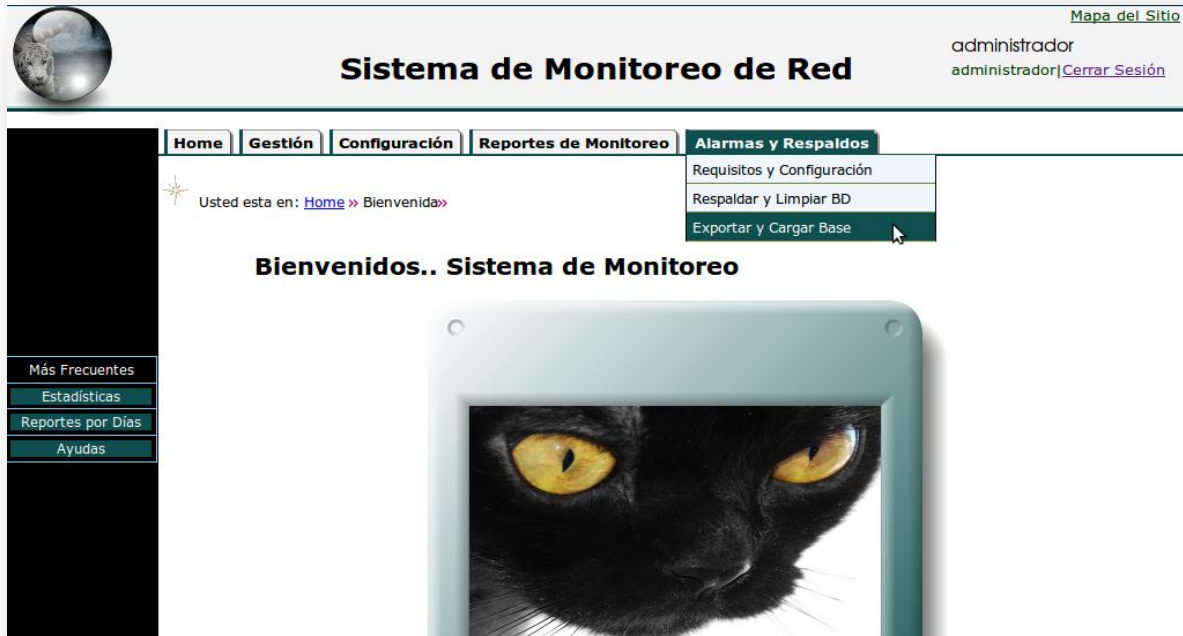 Mapa del Sitio
administrador
Sistema de Monitoreo de Red
administrador|Cerrar Sesión
Home Gestión Configuración Reportes de Monitoreo Alarmas y Respaldos
Requisitos y Configuración
Respaldar y Limpiar BD
Exportar y Cargar Base
Usted esta en: Home » Bienvenida»
Bienvenidos.. Sistema de Monitoreo
Más Frecuentes
Estadísticas
Reportes por Días
Ayudas